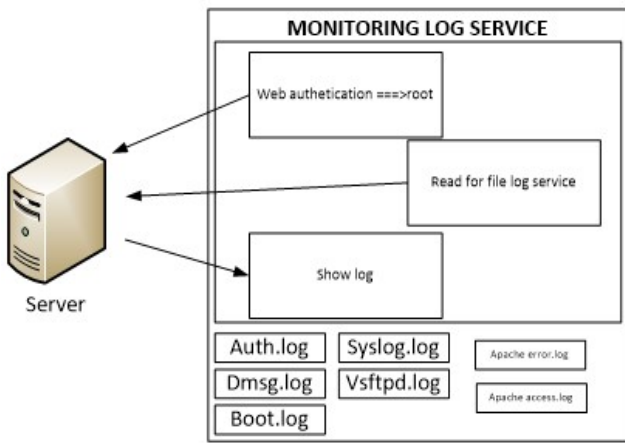 MONITORING LOG SERVICE
Web authetication ===>root
Read for file log service
Show log
Server
Auth.log
Syslog.log
Apache error.log
Dmsg.log
Vsftpd.log
Apache access.log
Boot.log